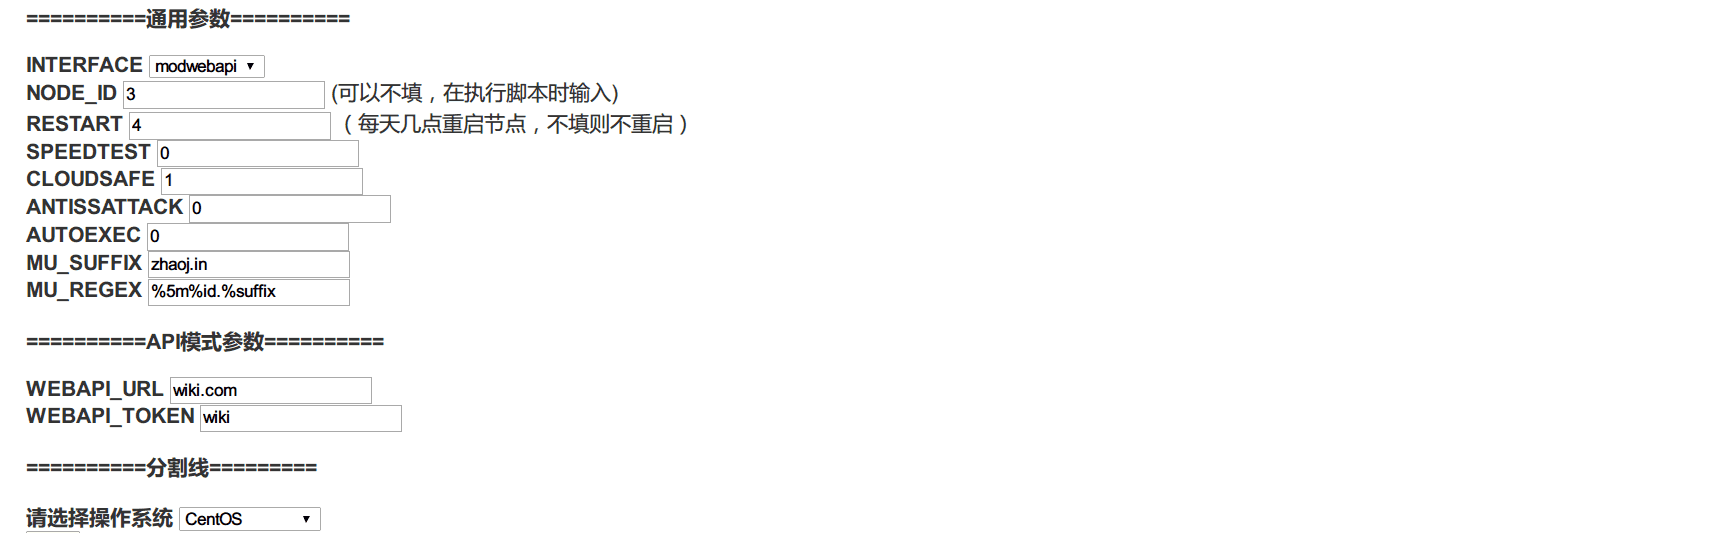 ==========通用参数==========
INTERFACE modwebapi
NODE_ID 3 (可以不填，在执行脚本时输入)
RESTART 4 （每天几点重启节点，不填则不重启）
SPEEDTEST 0
CLOUDSAFE 1
ANTISSATTACK 0
AUTOEXEC 0
MU_SUFFIX zhaoj.in
MU_REGEX %5m%id.%suffix
==========API模式参数==========
WEBAPI_URL wiki.com
WEBAPI_TOKEN wiki
==========分割线=========
请选择操作系统 CentOS